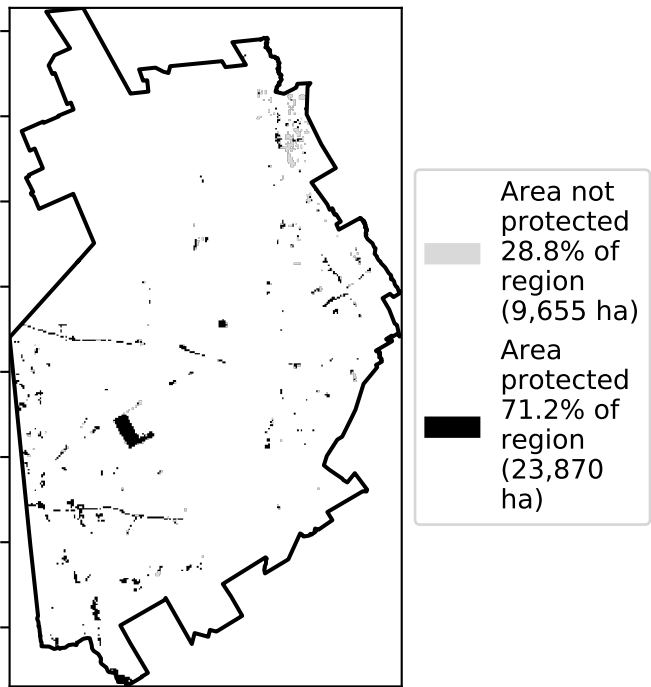 Area not
protected
28.8% of
region
(9,655 ha)
Area
protected
71.2% of
region
(23,870
ha)